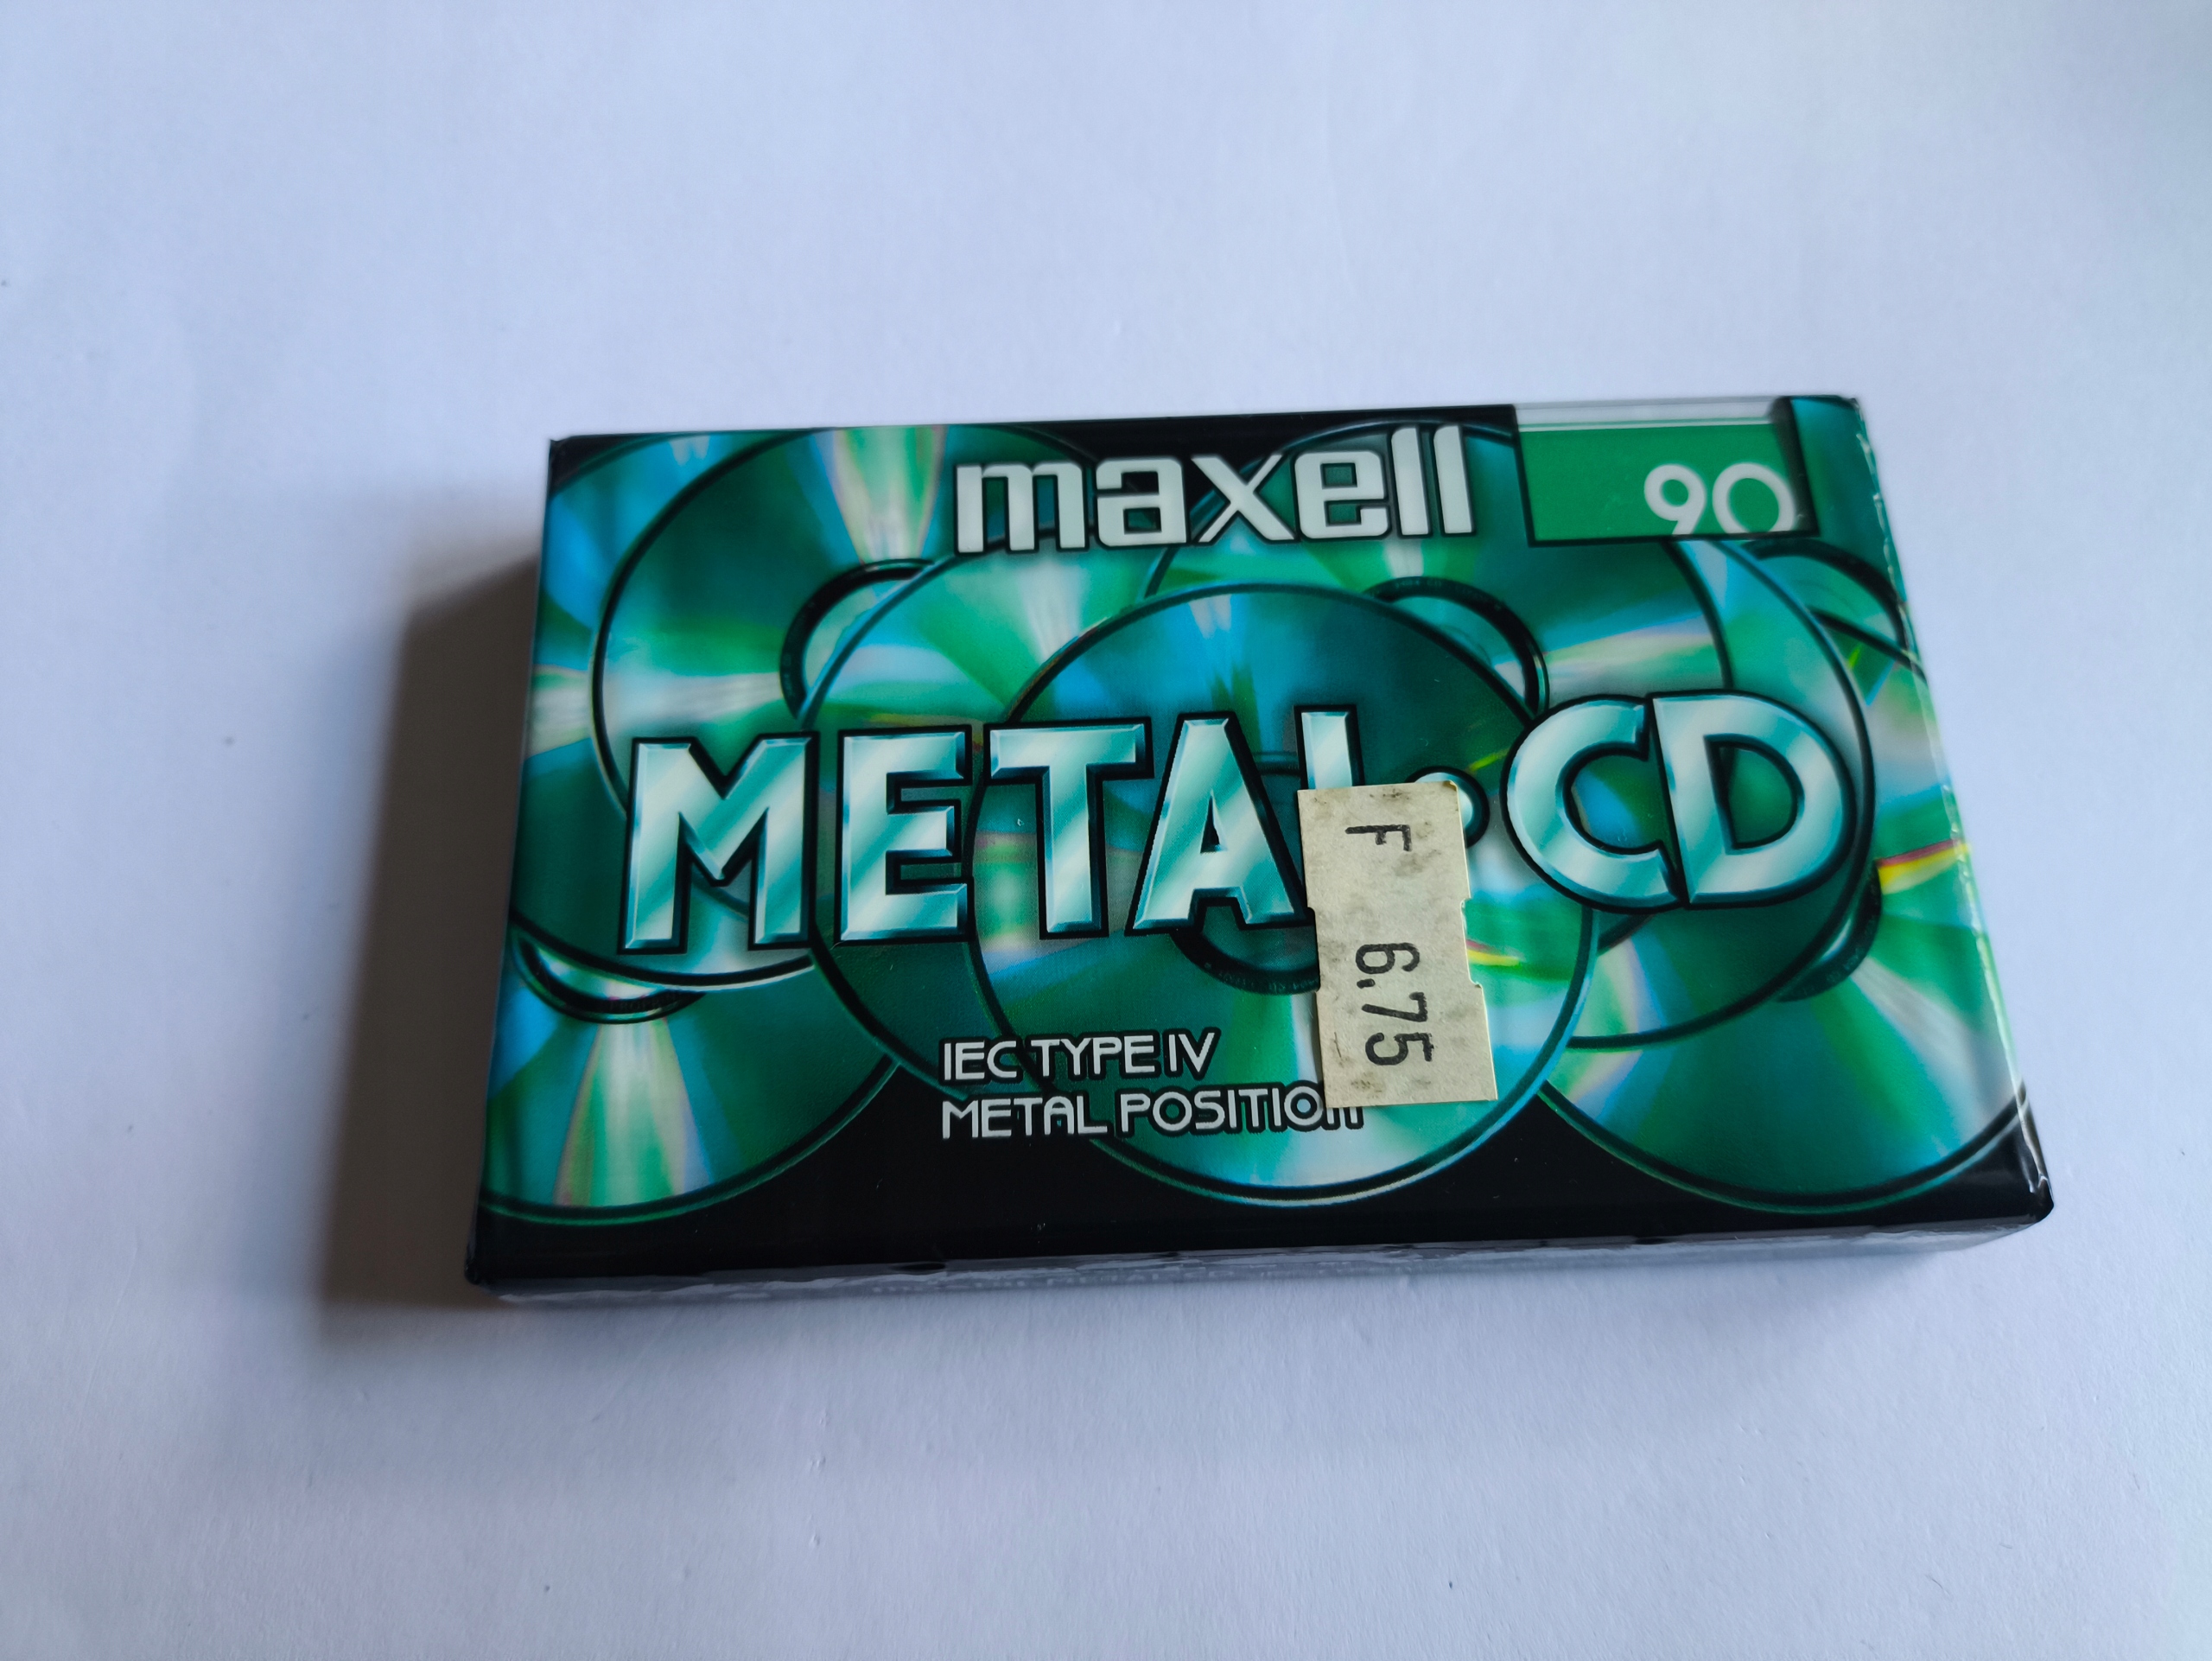 maxell
90
METAL·CD
F 6.75
IEC TYPE IV
METAL POSITION